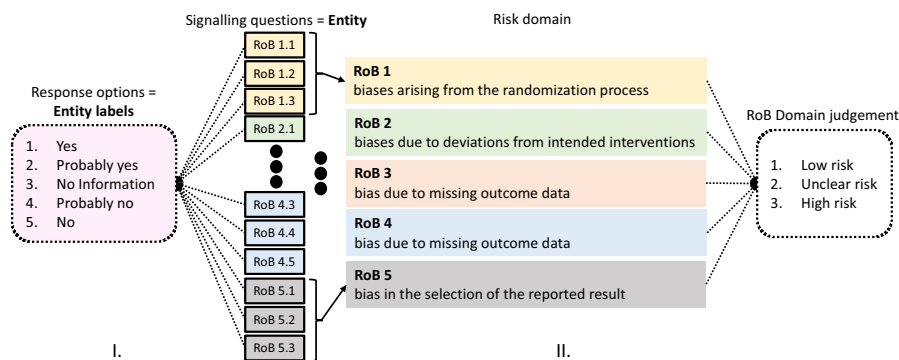 Signalling questions = Entity
Risk domain
Response options =
Entity labels
1. Yes
2. Probably yes
3. No Information
4. Probably no
5. No
RoB 1.1
RoB 1.2
RoB 1.3
RoB 2.1
RoB 4.3
RoB 4.4
RoB 4.5
RoB 5.1
RoB 5.2
RoB 5.3
RoB 1
biases arising from the randomization process
RoB 2
biases due to deviations from intended interventions
RoB 3
bias due to missing outcome data
RoB 4
bias due to missing outcome data
RoB 5
bias in the selection of the reported result
RoB Domain judgement
1. Low risk
2. Unclear risk
3. High risk
I.
II.